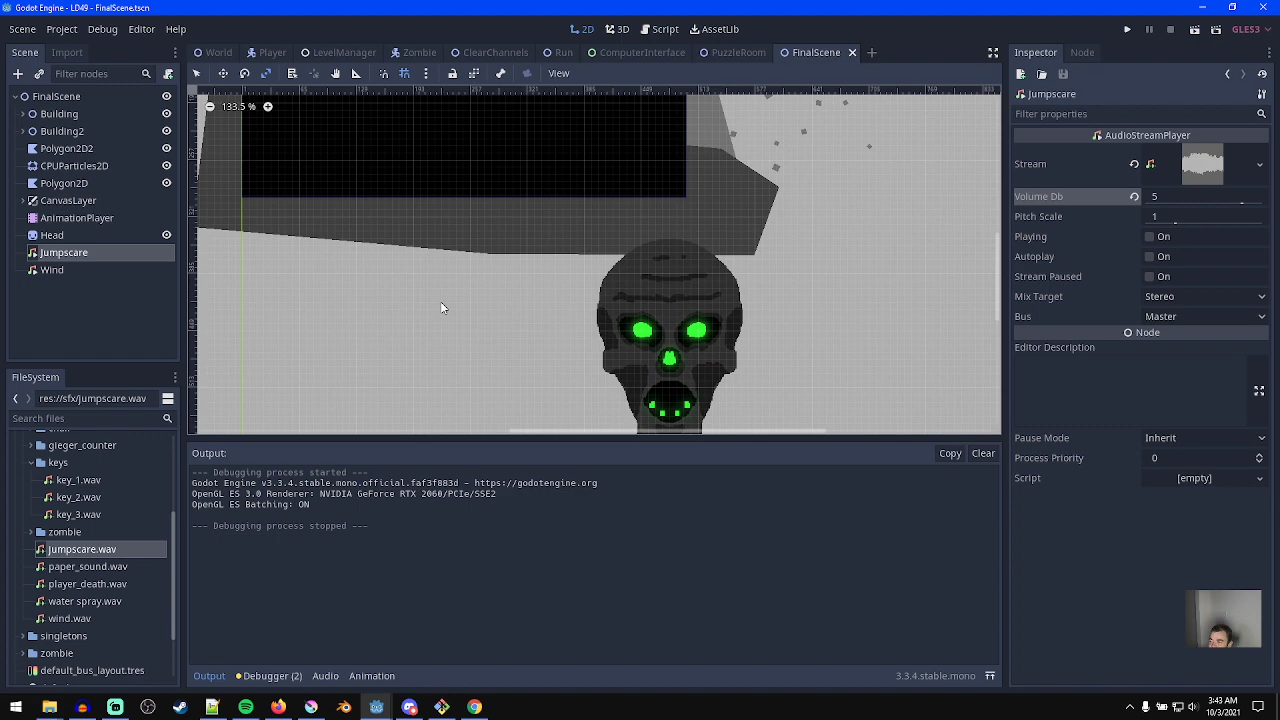 Godot Engine - LD49 - FinalScene.tscn
Scene Project Debug Editor Help
2D 3D Script AssetLib
GLES3
Scene Import
World Player LevelManager Zombie ClearChannels Run ComputerInterface PuzzleRoom FinalScene
Inspector Node
Filter nodes
View
133.5 %
FinalScene
Building
Building2
Polygon2D2
CPUParticles2D
Polygon2D
CanvasLayer
AnimationPlayer
Head
Jumpscare
Wind
Jumpscare
Filter properties
AudioStreamPlayer
Stream
Volume Db 5
Pitch Scale 1
Playing On
Autoplay On
Stream Paused On
Mix Target Stereo
Bus Master
Node
Editor Description
Pause Mode Inherit
Process Priority 0
Script [empty]
FileSystem
res://sfx/jumpscare.wav
Search files
gieger_counter
keys
key_1.wav
key_2.wav
key_3.wav
zombie
jumpscare.wav
paper_sound.wav
player_death.wav
water spray.wav
wind.wav
singletons
zombie
default_bus_layout.tres
Output: Copy Clear
--- Debugging process started ---
Godot Engine v3.3.4.stable.mono.official.faf3f883d - https://godotengine.org
OpenGL ES 3.0 Renderer: NVIDIA GeForce RTX 2060/PCIe/SSE2
OpenGL ES Batching: ON
--- Debugging process stopped ---
Output Debugger (2) Audio Animation 3.3.4.stable.mono
3:43 AM
10/3/2021